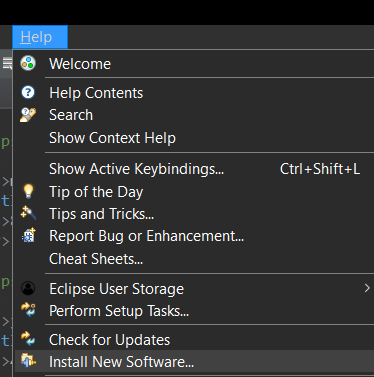 Help
Welcome
Help Contents
Search
Show Context Help
Show Active Keybindings... Ctrl+Shift+L
Tip of the Day
Tips and Tricks...
Report Bug or Enhancement...
Cheat Sheets...
Eclipse User Storage
Perform Setup Tasks...
Check for Updates
Install New Software...